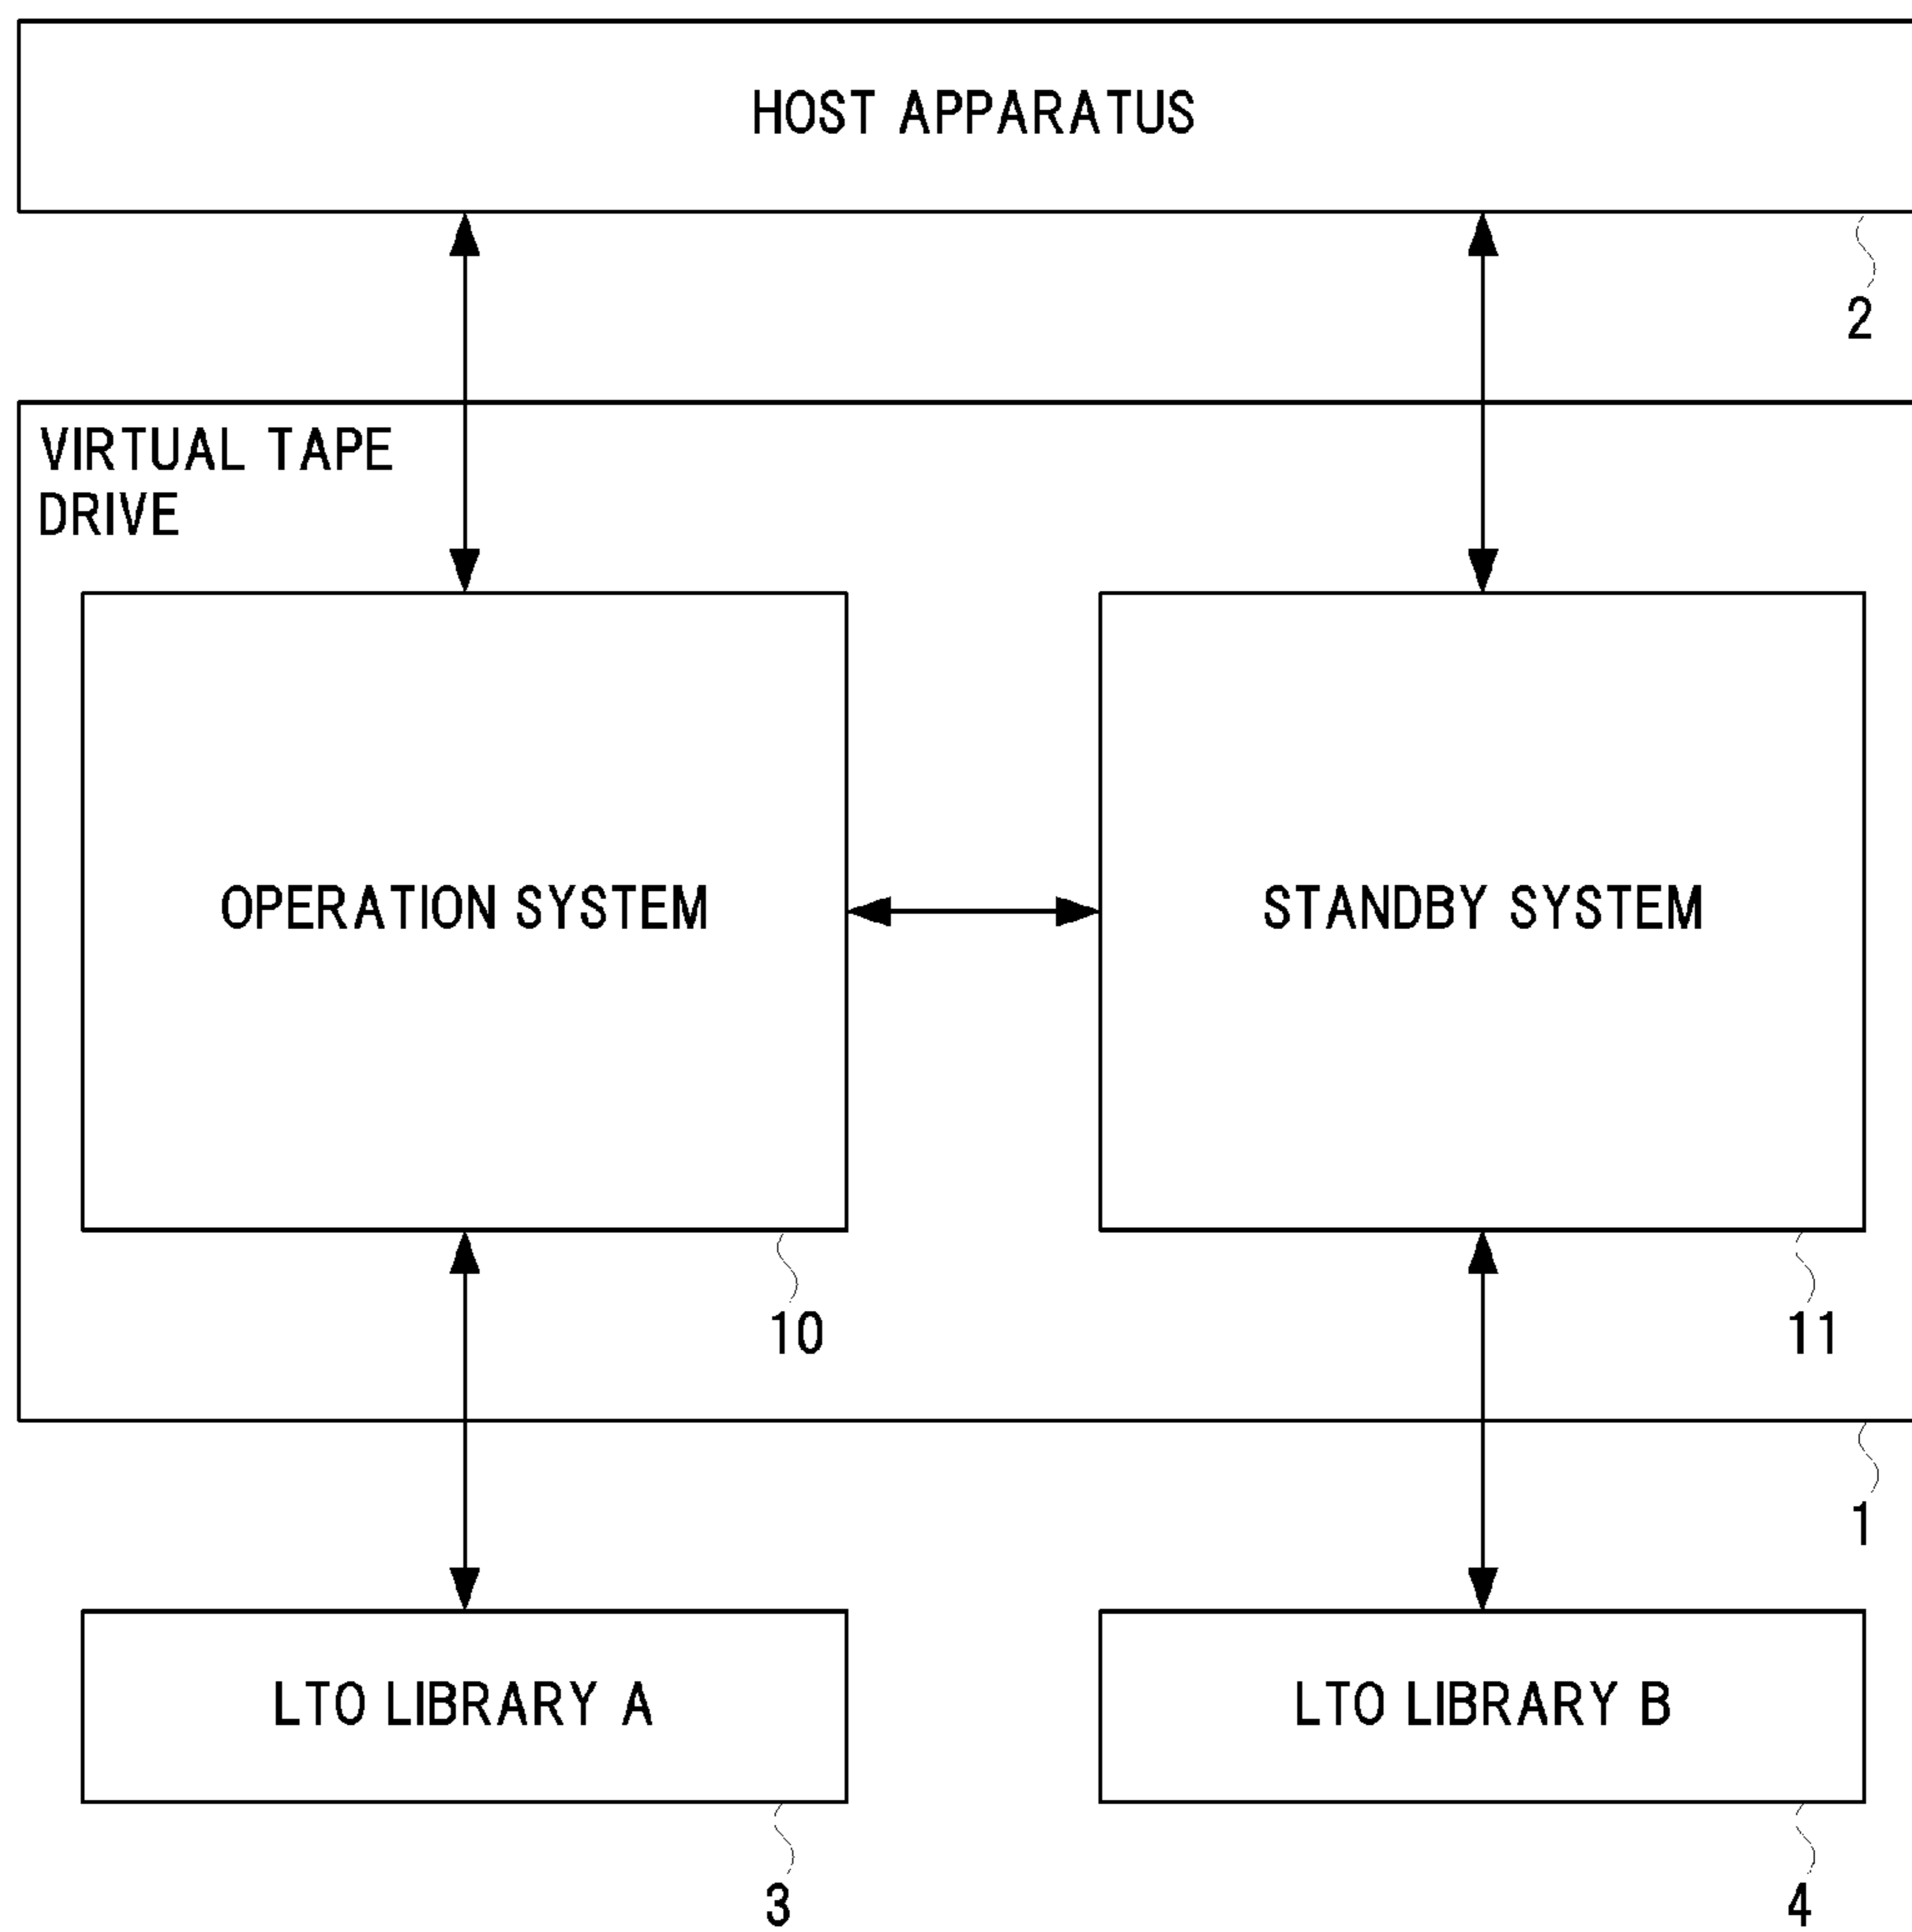 HOST APPARATUS
2
VIRTUAL TAPE
DRIVE
OPERATION SYSTEM
STANDBY SYSTEM
10
11
1
LTO LIBRARY A
LTO LIBRARY B
3
4